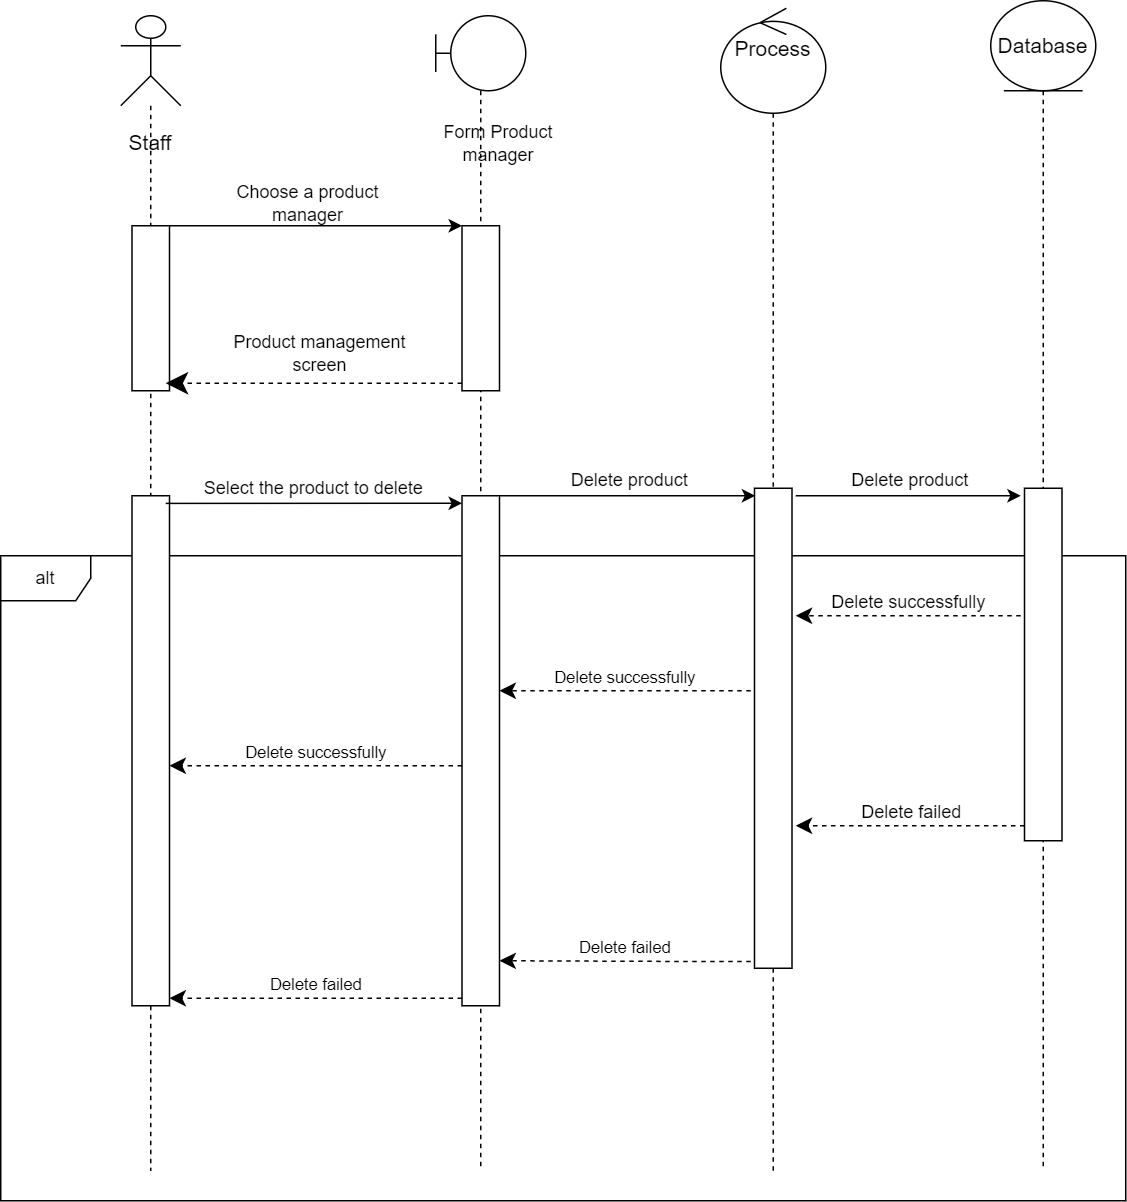 Process
Database
Staff
Form Product
manager
Choose a product
manager
Product management
screen
Select the product to delete
Delete product
Delete product
alt
Delete successfully
Delete successfully
Delete successfully
Delete failed
Delete failed
Delete failed